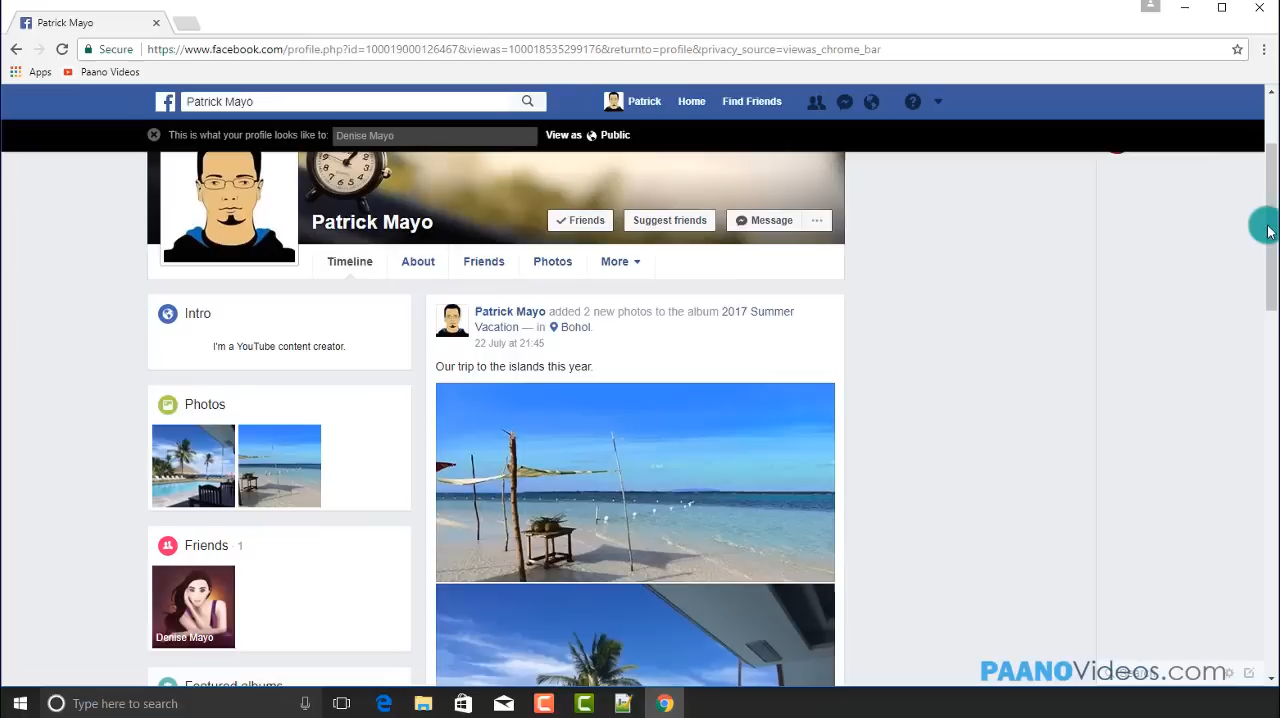 Patrick Mayo
Secure
https://www.facebook.com/profile.php?id=100019000126467&viewas=100018535299176&returnto=profile&privacy_source=viewas_chrome_bar
Apps
Paano Videos
Patrick Mayo
Patrick
Home
Find Friends
This is what your profile looks like to:
Denise Mayo
View as
Public
Patrick Mayo
Friends
Suggest friends
Message
Timeline
About
Friends
Photos
More
Intro
I'm a YouTube content creator.
Photos
Friends · 1
Denise Mayo
Featured albums
Patrick Mayo added 2 new photos to the album 2017 Summer
Vacation — in Bohol.
22 July at 21:45
Our trip to the islands this year.
PAANOVideos.com
Type here to search